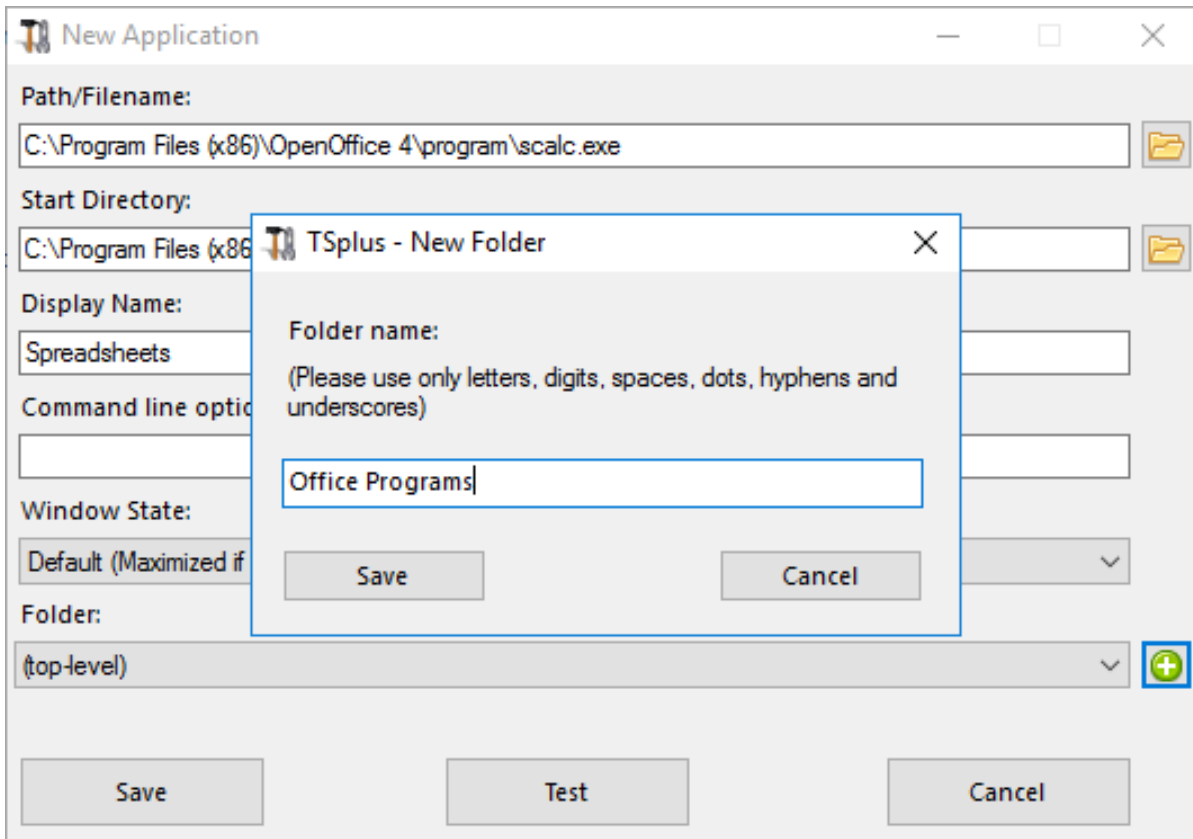 New Application
Path/Filename:
C:\Program Files (x86)\OpenOffice 4\program\scalc.exe
Start Directory:
C:\Program Files (x86
Display Name:
Spreadsheets
Command line optio
Window State:
Default (Maximized if
Folder:
(top-level)
Save Test Cancel
TSplus - New Folder
Folder name:
(Please use only letters, digits, spaces, dots, hyphens and
underscores)
Office Programs
Save Cancel